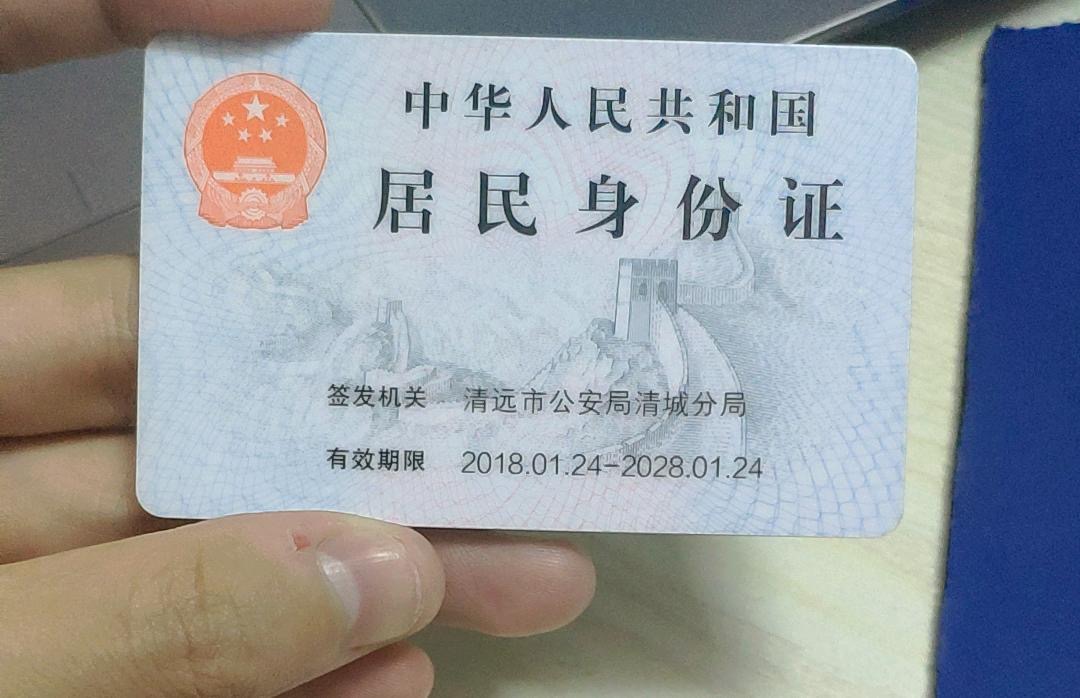 中华人民共和国
居民身份证
签发机关 清远市公安局清城分局
有效期限 2018.01.24-2028.01.24